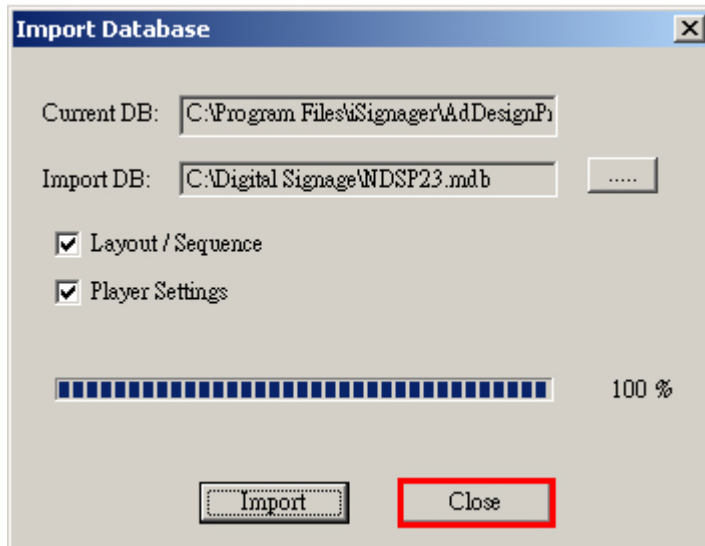 Import Database
Current DB: C:\Program Files\iSignager\AdDesignPr
Import DB: C:\Digital Signage\NDSP23.mdb .....
Layout / Sequence
Player Settings
100 %
Import Close